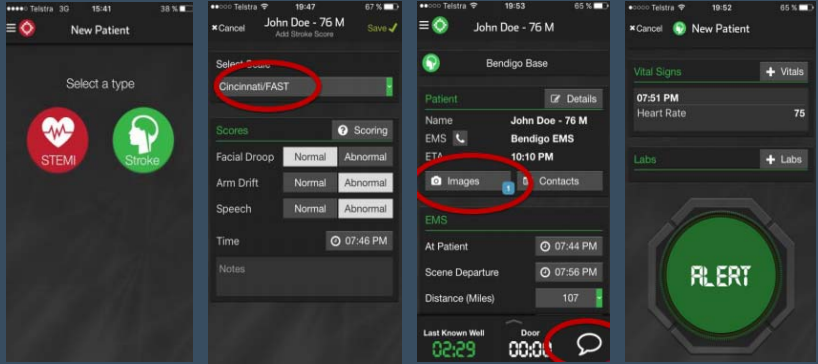 ●●●●○ Telstra 3G 15:41 38 %
New Patient
Select a type
STEMI
Stroke
●●○○○ Telstra 19:47 67 %
×Cancel John Doe - 76 M Save ✓
Add Stroke Score
Select Scale
Cincinnati/FAST
Scores ? Scoring
Facial Droop Normal Abnormal
Arm Drift Normal Abnormal
Speech Normal Abnormal
Time 07:46 PM
Notes
●●○○○ Telstra 19:53 65 %
John Doe - 76 M
Bendigo Base
Patient Details
Name John Doe - 76 M
EMS Bendigo EMS
ETA 10:10 PM
Images 1 Contacts
EMS
At Patient 07:44 PM
Scene Departure 07:56 PM
Distance (Miles) 107
Last Known Well Door
02:29 00:00
●○○○○ Telstra 19:52 65 %
×Cancel New Patient
Vital Signs + Vitals
07:51 PM
Heart Rate 75
Labs + Labs
ALERT